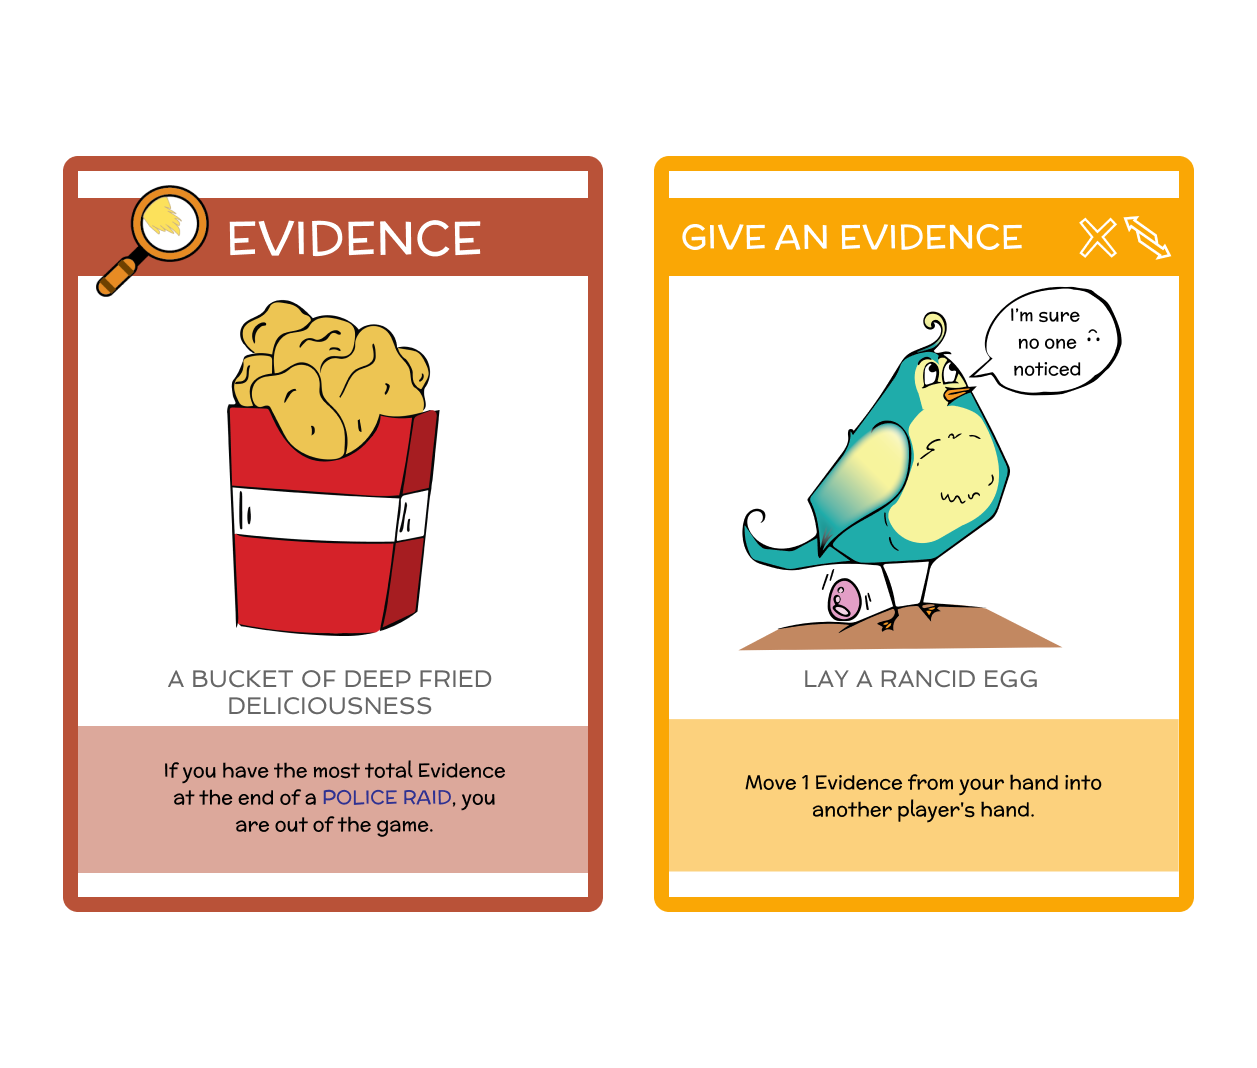 EVIDENCE
A BUCKET OF DEEP FRIED
DELICIOUSNESS
If you have the most total Evidence
at the end of a POLICE RAID, you
are out of the game.
GIVE AN EVIDENCE
I'm sure
no one
noticed
LAY A RANCID EGG
Move 1 Evidence from your hand into
another player's hand.